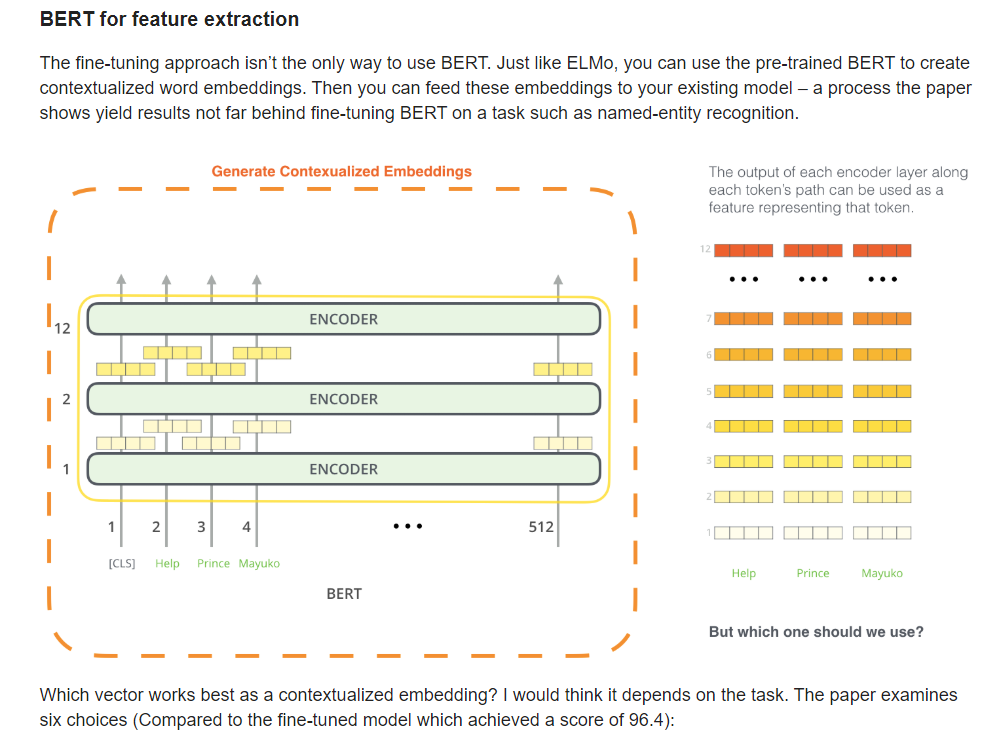 BERT for feature extraction
The fine-tuning approach isn’t the only way to use BERT. Just like ELMo, you can use the pre-trained BERT to create
contextualized word embeddings. Then you can feed these embeddings to your existing model – a process the paper
shows yield results not far behind fine-tuning BERT on a task such as named-entity recognition.
Generate Contexualized Embeddings
12
ENCODER
2
ENCODER
1
ENCODER
1 2 3 4 ••• 512
[CLS] Help Prince Mayuko
BERT
The output of each encoder layer along
each token’s path can be used as a
feature representing that token.
12
••• ••• •••
7
6
5
4
3
2
1
Help Prince Mayuko
But which one should we use?
Which vector works best as a contextualized embedding? I would think it depends on the task. The paper examines
six choices (Compared to the fine-tuned model which achieved a score of 96.4):